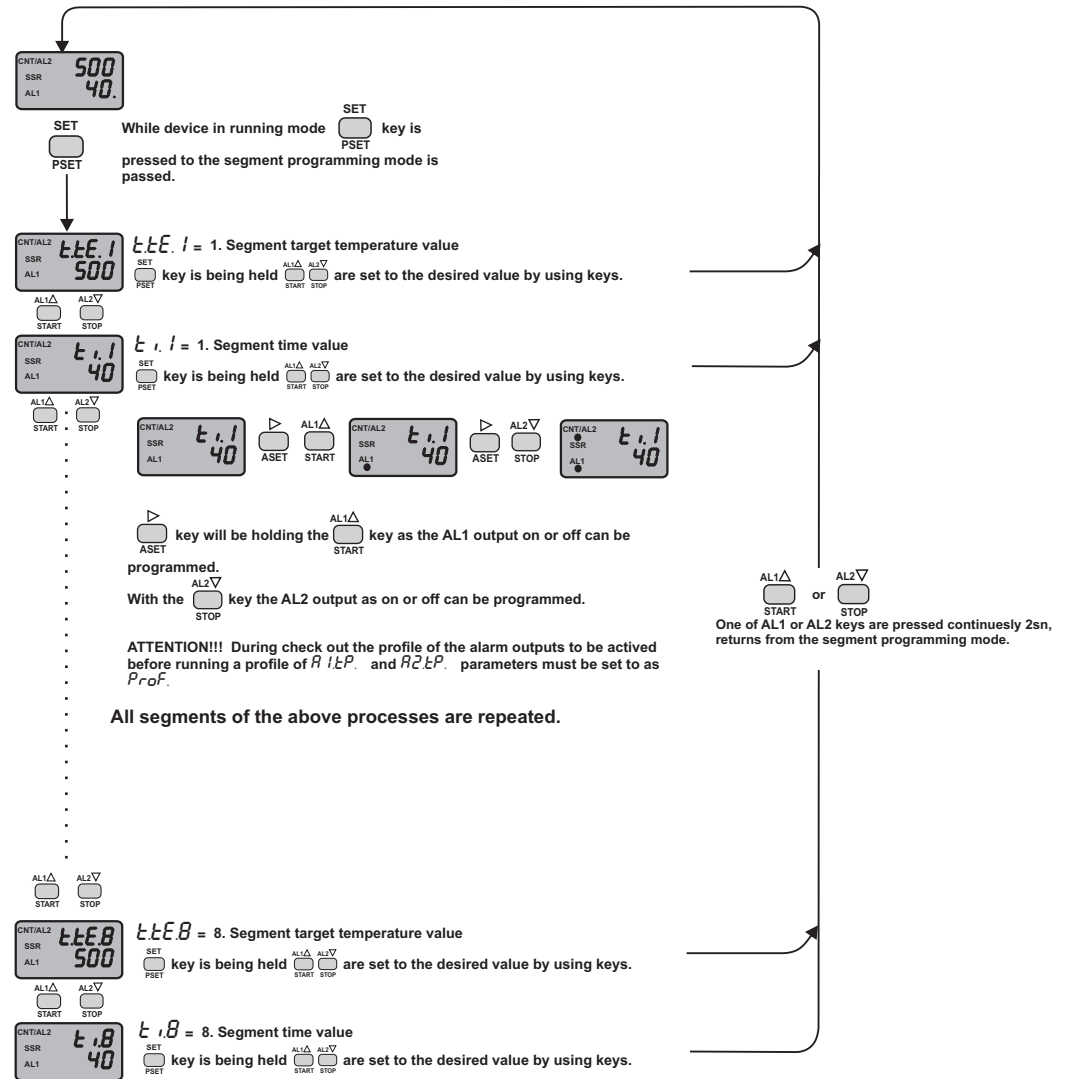 CNT/AL2 500
SSR
AL1 40.
SET
PSET
While device in running mode SET PSET key is
pressed to the segment programming mode is
passed.
CNT/AL2 t.tE.1
SSR
AL1 500
t.tE.1 = 1. Segment target temperature value
SET PSET key is being held AL1△ START AL2▽ STOP are set to the desired value by using keys.
AL1△ AL2▽
START STOP
CNT/AL2 ti.1
SSR
AL1 40
ti.1 = 1. Segment time value
SET PSET key is being held AL1△ START AL2▽ STOP are set to the desired value by using keys.
AL1△ AL2▽
START STOP
CNT/AL2 ti.1
SSR
AL1 40
▷ AL1△
ASET START
CNT/AL2 ti.1
SSR
AL1 40
▷ AL2▽
ASET STOP
CNT/AL2 ti.1
SSR
AL1 40
▷ ASET key will be holding the AL1△ START key as the AL1 output on or off can be
programmed.
With the AL2▽ STOP key the AL2 output as on or off can be programmed.
ATTENTION!!! During check out the profile of the alarm outputs to be actived
before running a profile of A1.tP. and A2.tP. parameters must be set to as
ProF.
All segments of the above processes are repeated.
AL1△ START or AL2▽ STOP
One of AL1 or AL2 keys are pressed continuesly 2sn,
returns from the segment programming mode.
AL1△ AL2▽
START STOP
CNT/AL2 t.tE.8
SSR
AL1 500
t.tE.8 = 8. Segment target temperature value
SET PSET key is being held AL1△ START AL2▽ STOP are set to the desired value by using keys.
AL1△ AL2▽
START STOP
CNT/AL2 ti.8
SSR
AL1 40
ti.8 = 8. Segment time value
SET PSET key is being held AL1△ START AL2▽ STOP are set to the desired value by using keys.